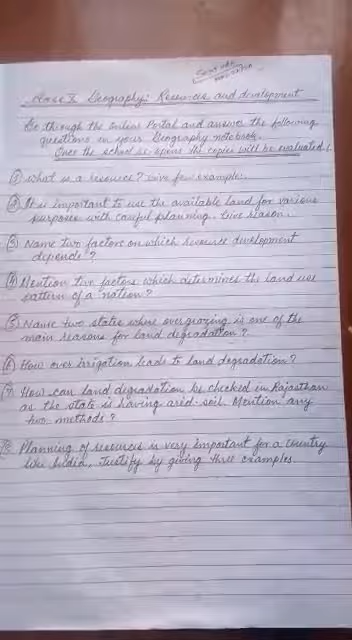 Class X Geography: Resources and development
Go through the Online Portal and answer the following
questions in your Geography notebook.
Once the school re-opens the copies will be evaluated!
① What is a resource? Give few examples.
② It is important to use the available land for various
purposes with careful planning. Give reason.
③ Name two factors on which resource development
depends?
④ Mention two factors which determines the land use
pattern of a nation?
⑤ Name two states where overgrazing is one of the
main reasons for land degradation?
⑥ How over irrigation leads to land degradation?
⑦ How can land degradation be checked in Rajasthan
as the state is having arid-soil. Mention any
two methods?
⑧ Planning of resources is very important for a country
like India, Justify by giving three examples.